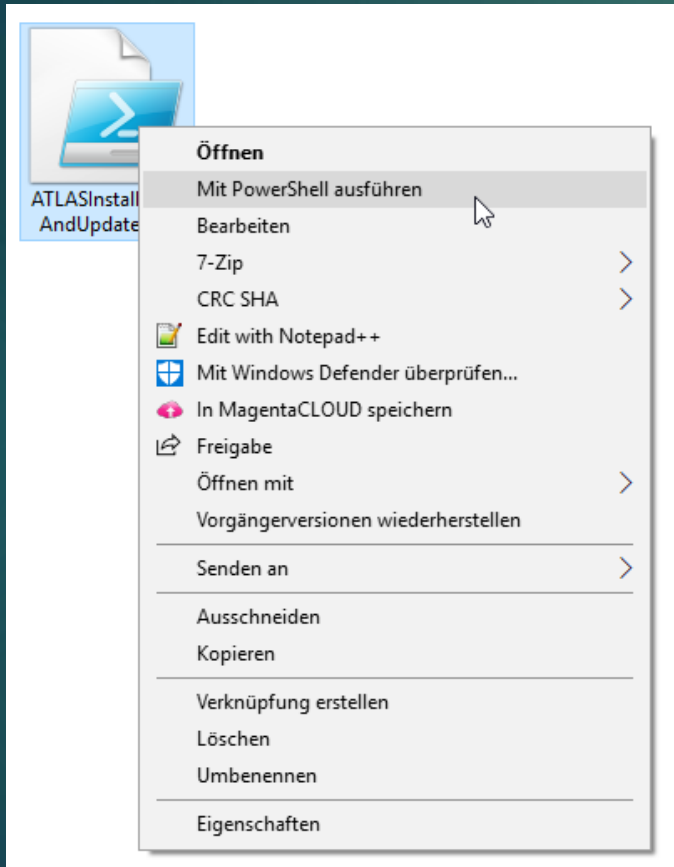 ATLASInstall
AndUpdate
Öffnen
Mit PowerShell ausführen
Bearbeiten
7-Zip
CRC SHA
Edit with Notepad++
Mit Windows Defender überprüfen...
In MagentaCLOUD speichern
Freigabe
Öffnen mit
Vorgängerversionen wiederherstellen
Senden an
Ausschneiden
Kopieren
Verknüpfung erstellen
Löschen
Umbenennen
Eigenschaften